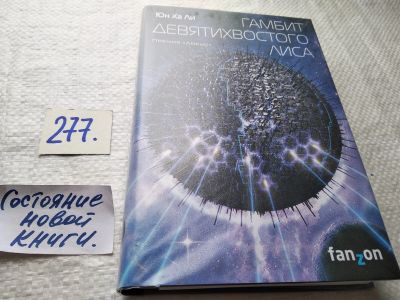 Юн Ха Ли
ГАМБИТ
ДЕВЯТИХВОСТОГО
ЛИСА
fanzon
277.
Состояние
новой
книги.